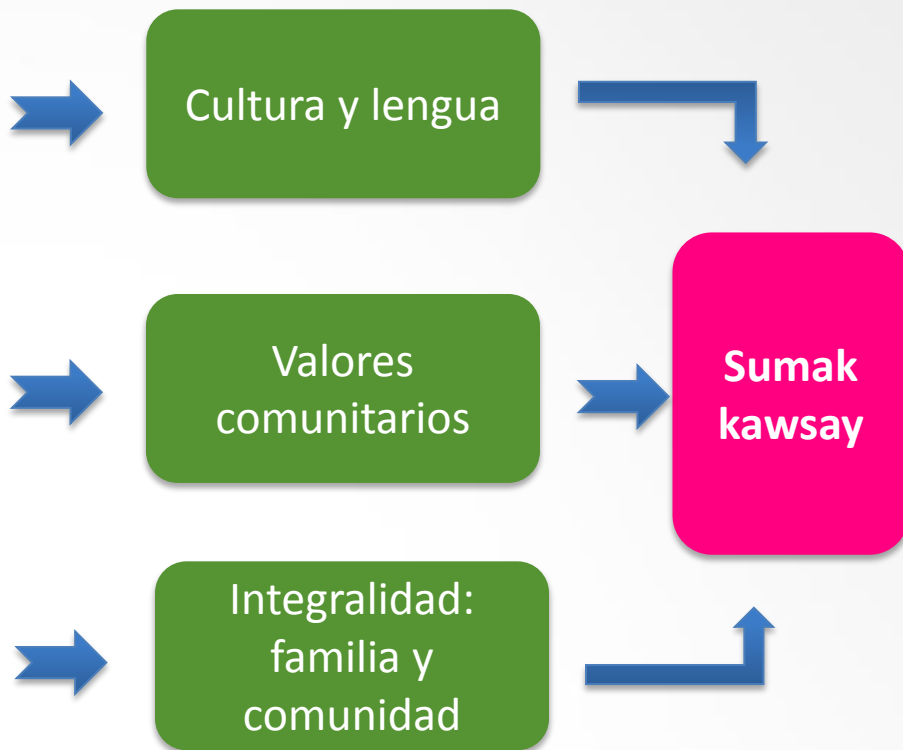 Cultura y lengua
Valores
comunitarios
Sumak
kawsay
Integralidad:
familia y
comunidad